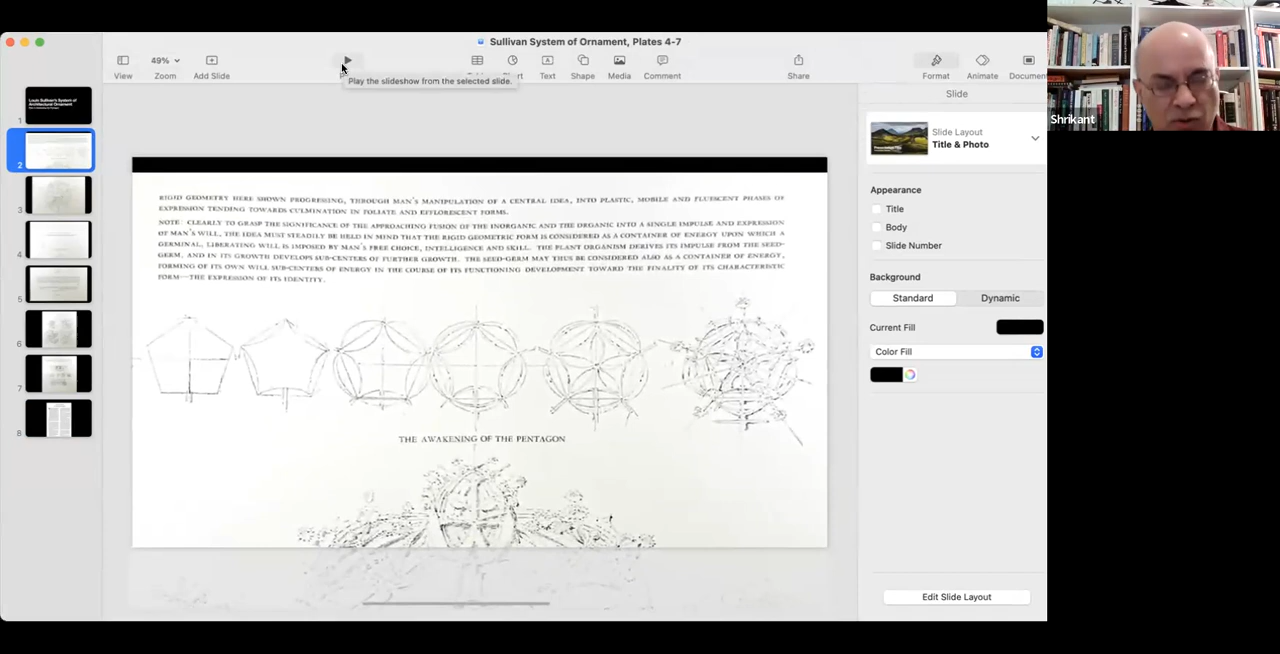 Sullivan System of Ornament, Plates 4-7
49%
View
Zoom
Add Slide
Text
Shape
Media
Comment
Share
Format
Animate
Document
Play the slideshow from the selected slide.
Slide
Slide Layout
Title & Photo
Appearance
Title
Body
Slide Number
Background
Standard
Dynamic
Current Fill
Color Fill
Edit Slide Layout
Shrikant
1
2
3
4
5
6
7
8
RIGID GEOMETRY HERE SHOWN PROGRESSING, THROUGH MAN'S MANIPULATION OF A CENTRAL IDEA, INTO PLASTIC, MOBILE AND FLUESCENT PHASES OF
EXPRESSION TENDING TOWARDS CULMINATION IN FOLIATE AND EFFLORESCENT FORMS.
NOTE: CLEARLY TO GRASP THE SIGNIFICANCE OF THE APPROACHING FUSION OF THE INORGANIC AND THE ORGANIC INTO A SINGLE IMPULSE AND EXPRESSION
OF MAN'S WILL, THE IDEA MUST STEADILY BE HELD IN MIND THAT THE RIGID GEOMETRIC FORM IS CONSIDERED AS A CONTAINER OF ENERGY UPON WHICH A
GERMINAL, LIBERATING WILL IS IMPOSED BY MAN'S FREE CHOICE, INTELLIGENCE AND SKILL. THE PLANT ORGANISM DERIVES ITS IMPULSE FROM THE SEED-
GERM, AND IN ITS GROWTH DEVELOPS SUB-CENTERS OF FURTHER GROWTH. THE SEED-GERM MAY THUS BE CONSIDERED ALSO AS A CONTAINER OF ENERGY,
FORMING OF ITS OWN WILL SUB-CENTERS OF ENERGY IN THE COURSE OF ITS FUNCTIONING DEVELOPMENT TOWARD THE FINALITY OF ITS CHARACTERISTIC
FORM—THE EXPRESSION OF ITS IDENTITY.
THE AWAKENING OF THE PENTAGON